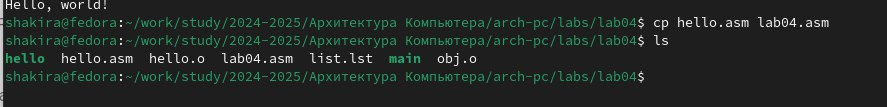 Hello, world!
shakira@fedora:~/work/study/2024-2025/Архитектура Компьютера/arch-pc/labs/lab04$ cp hello.asm lab04.asm
shakira@fedora:~/work/study/2024-2025/Архитектура Компьютера/arch-pc/labs/lab04$ ls
hello hello.asm hello.o lab04.asm list.lst main obj.o
shakira@fedora:~/work/study/2024-2025/Архитектура Компьютера/arch-pc/labs/lab04$